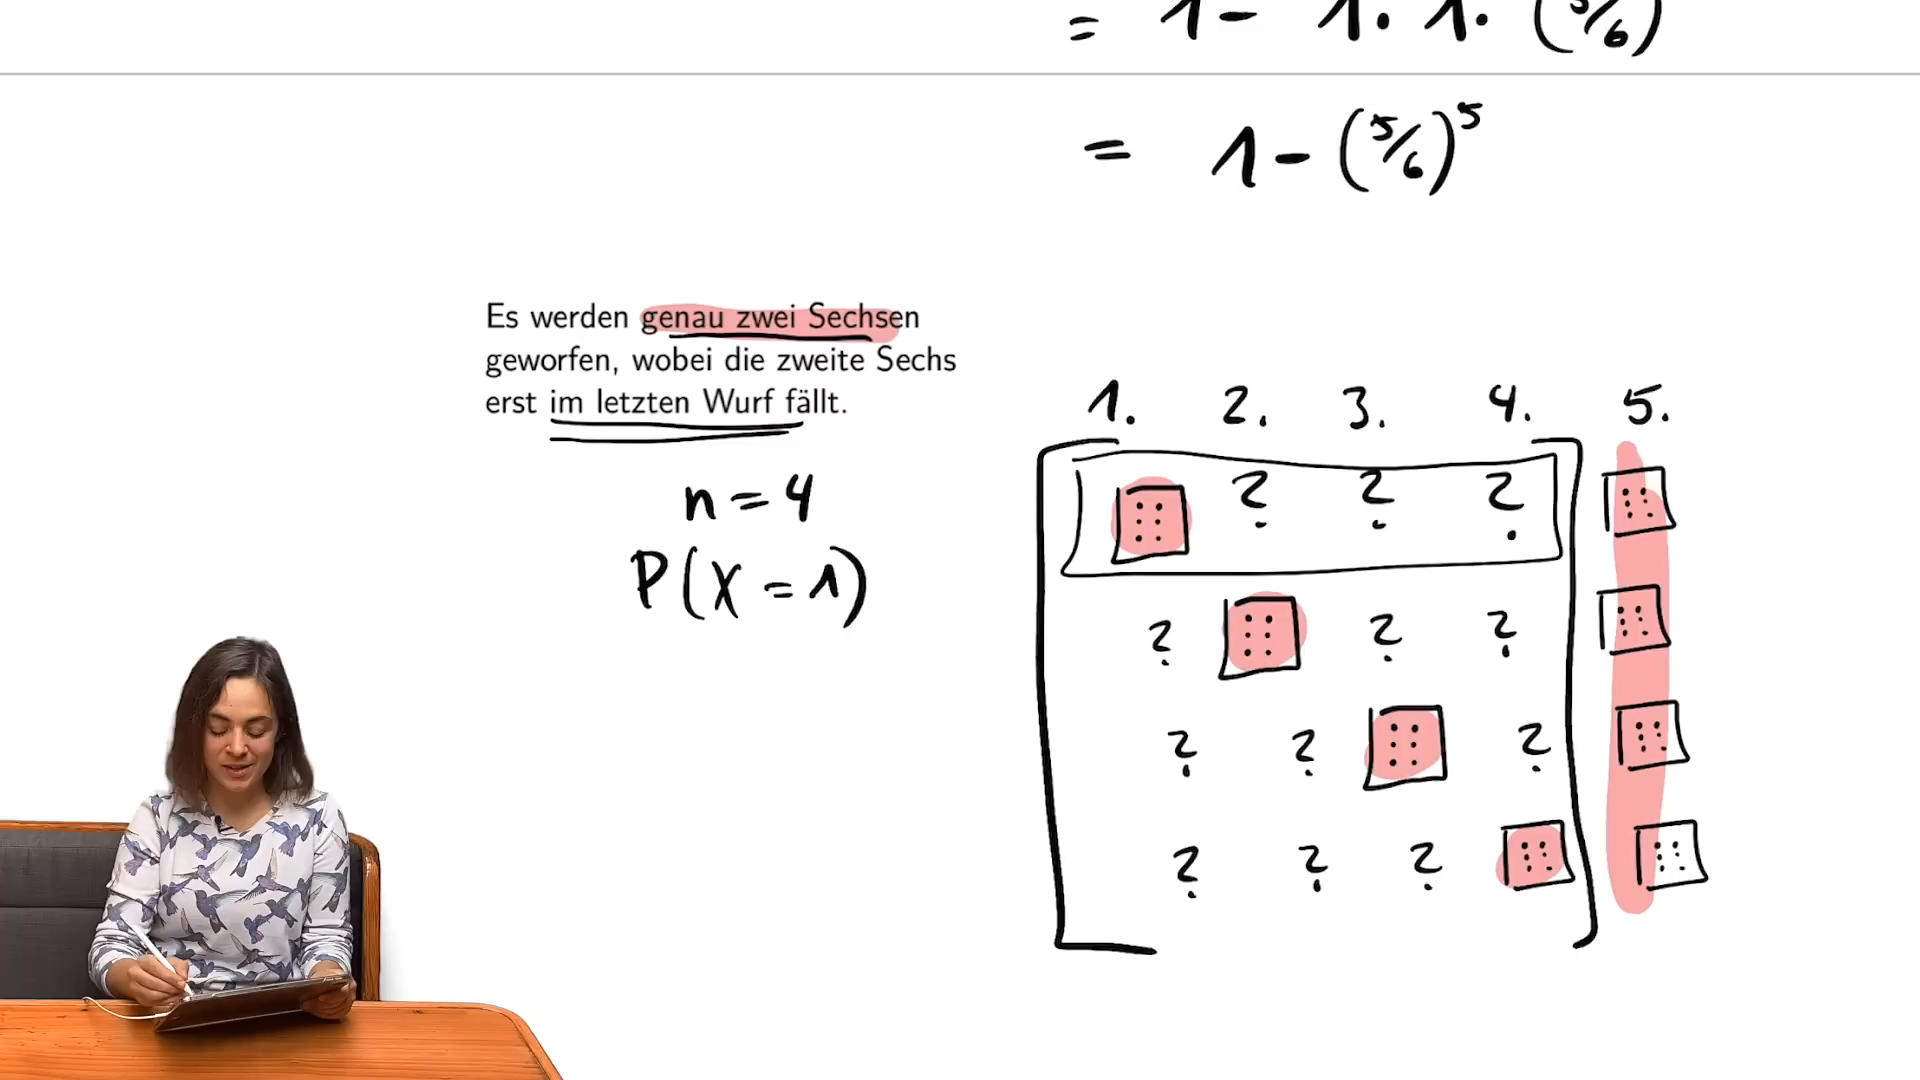 = 1 - 1 · 1 · (5/6)
= 1 - (5/6)^5
Es werden genau zwei Sechsen
geworfen, wobei die zweite Sechs
erst im letzten Wurf fällt.
n = 4
P(X = 1)
1. 2. 3. 4. 5.
? ? ?
? ? ?
? ? ?
? ? ?